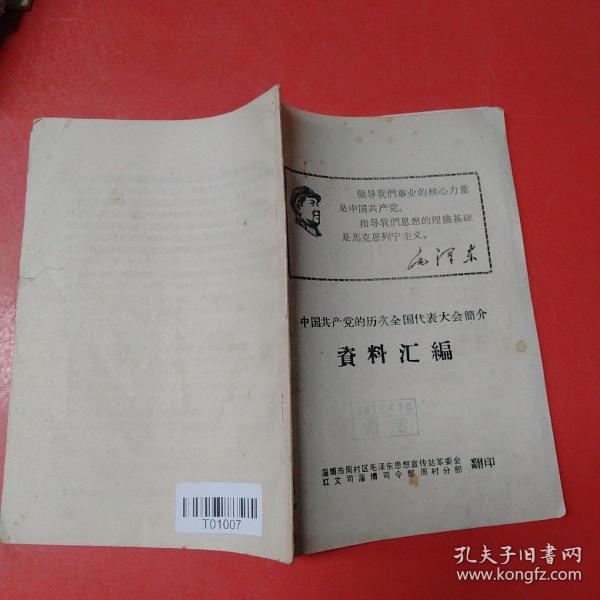 领导我們事业的核心力量
是中国共产党。
指导我們思想的理論基础
是馬克思列宁主义。
毛泽东
中国共产党的历次全国代表大会簡介
資料汇編
淄博市周村区毛泽东思想宣传站革委会
红文司淄博司令部周村分部
翻印
T01007
孔夫子旧書网
www.kongfz.com